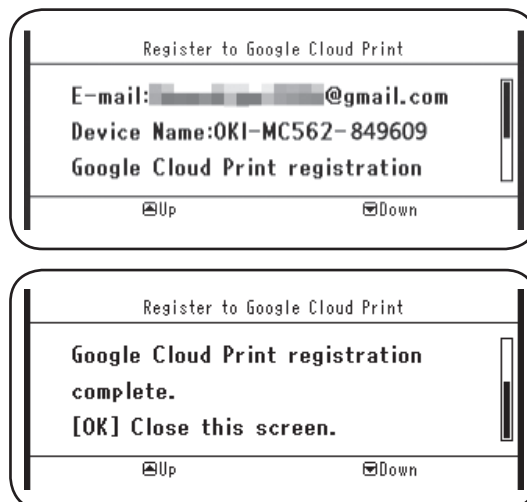 Register to Google Cloud Print
E-mail: @gmail.com
Device Name:OKI-MC562-849609
Google Cloud Print registration
Up Down
Register to Google Cloud Print
Google Cloud Print registration
complete.
[OK] Close this screen.
Up Down